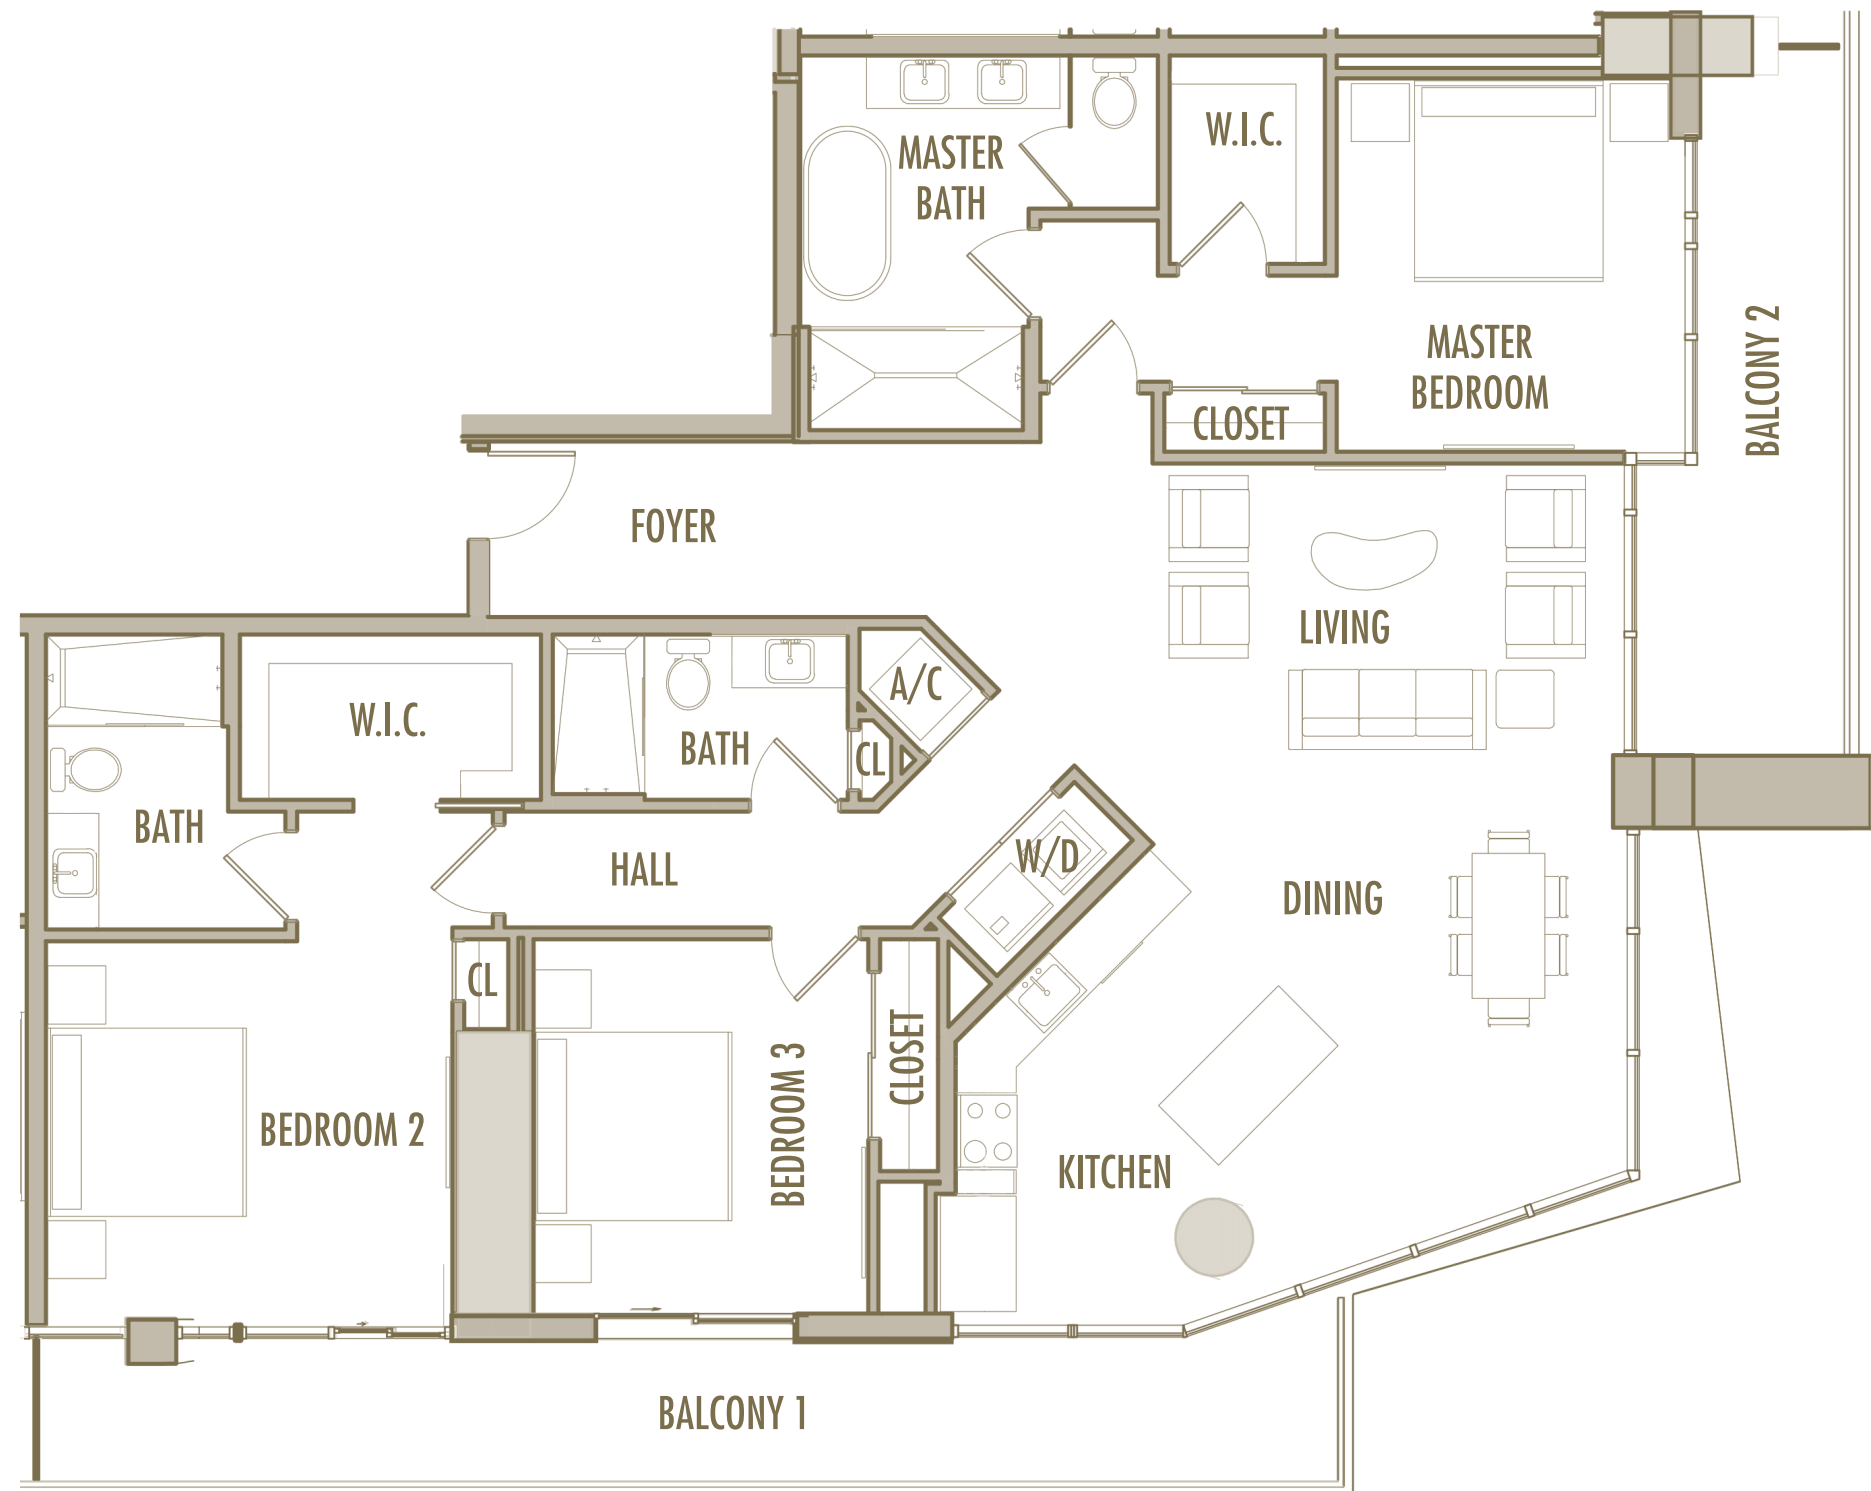 MASTER
BATH
W.I.C.
MASTER
BEDROOM
BALCONY 2
CLOSET
FOYER
LIVING
A/C
W.I.C.
BATH
CL
BATH
HALL
W/D
DINING
CL
CLOSET
BEDROOM 2
BEDROOM 3
KITCHEN
BALCONY 1